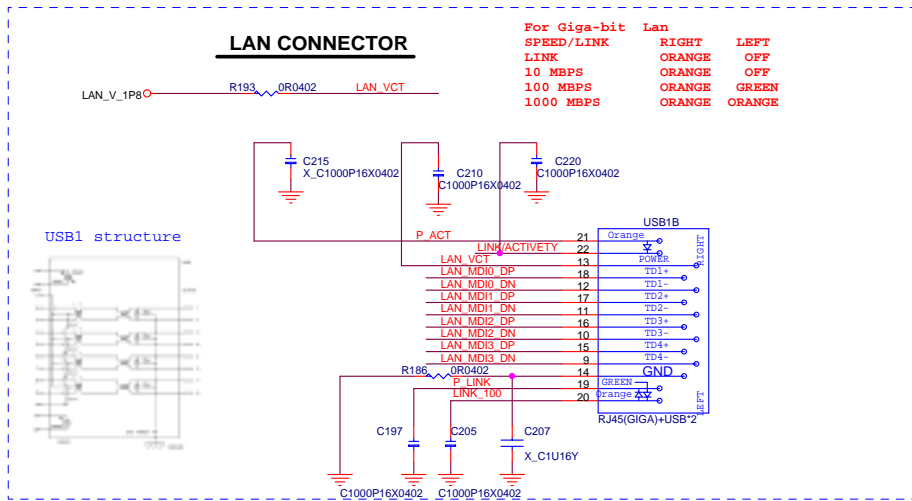 LAN CONNECTOR
For Giga-bit Lan
SPEED/LINK RIGHT LEFT
LINK ORANGE OFF
10 MBPS ORANGE OFF
100 MBPS ORANGE GREEN
1000 MBPS ORANGE ORANGE
LAN_V_1P8 R193 0R0402 LAN_VCT
C215
X_C1000P16X0402
C210
C1000P16X0402
C220
C1000P16X0402
USB1 structure
USB1B
P_ACT 21 Orange
LINK/ACTIVETY 22
LAN_VCT 13 POWER
RIGHT
LAN_MDI0_DP 18 TD1+
LAN_MDI0_DN 12 TD1-
LAN_MDI1_DP 17 TD2+
LAN_MDI1_DN 11 TD2-
LAN_MDI2_DP 16 TD3+
LAN_MDI2_DN 10 TD3-
LAN_MDI3_DP 15 TD4+
LAN_MDI3_DN 9 TD4-
R186 0R0402 14 GND
P_LINK 19 GREEN
LINK_100 20 Orange
LEFT
RJ45(GIGA)+USB*2
C197
C1000P16X0402
C205
C1000P16X0402
C207
X_C1U16Y